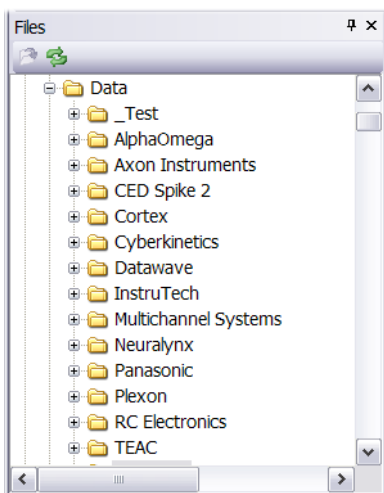 Files
Data
_Test
AlphaOmega
Axon Instruments
CED Spike 2
Cortex
Cyberkinetics
Datawave
InstruTech
Multichannel Systems
Neuralynx
Panasonic
Plexon
RC Electronics
TEAC